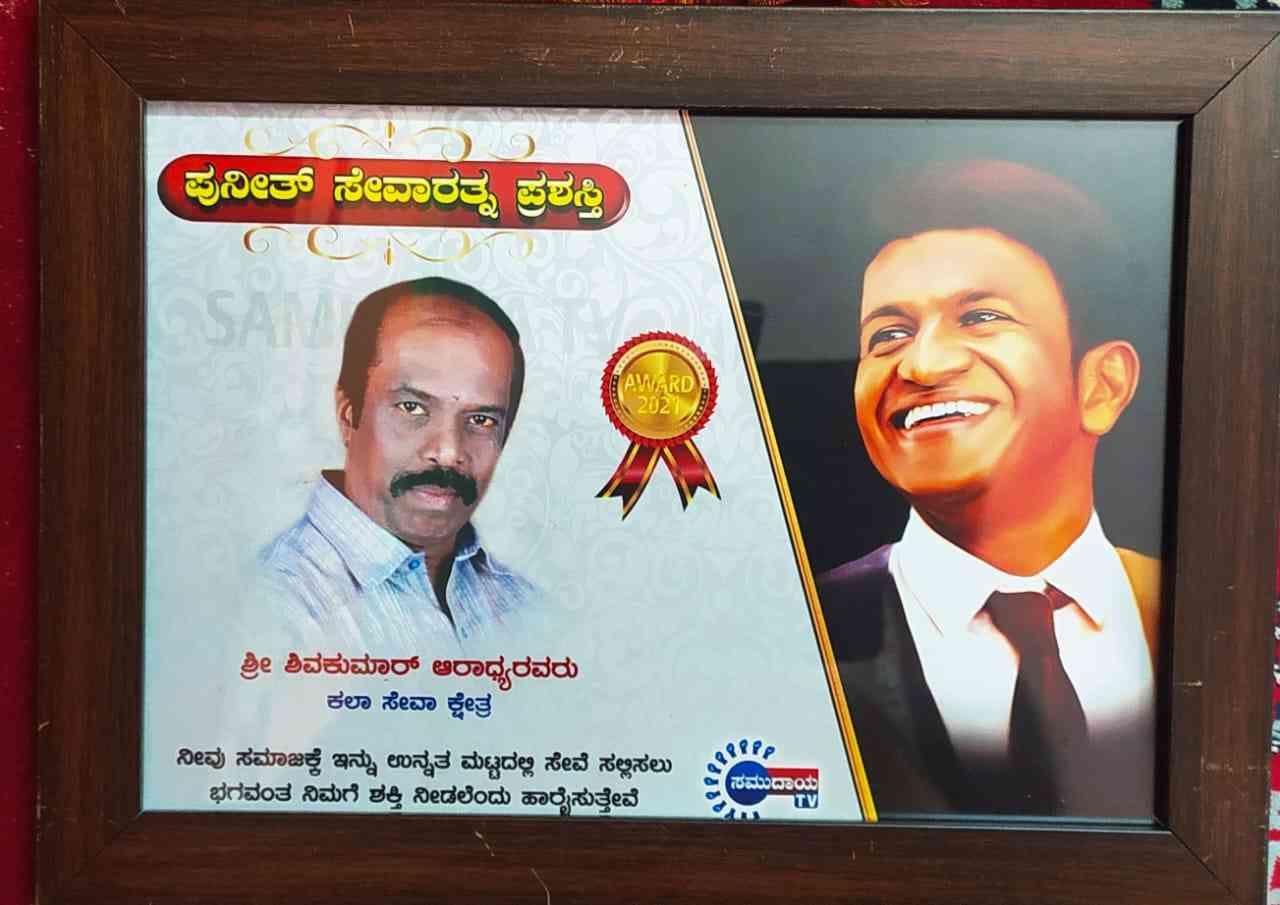 ಪುನೀತ್ ಸೇವಾರತ್ನ ಪ್ರಶಸ್ತಿ
AWARD
2021
ಶ್ರೀ ಶಿವಕುಮಾರ್ ಆರಾಧ್ಯರವರು
ಕಲಾ ಸೇವಾ ಕ್ಷೇತ್ರ
ನೀವು ಸಮಾಜಕ್ಕೆ ಇನ್ನು ಉನ್ನತ ಮಟ್ಟದಲ್ಲಿ ಸೇವೆ ಸಲ್ಲಿಸಲು
ಭಗವಂತ ನಿಮಗೆ ಶಕ್ತಿ ನೀಡಲೆಂದು ಹಾರೈಸುತ್ತೇವೆ
ಸಮುದಾಯ
TV